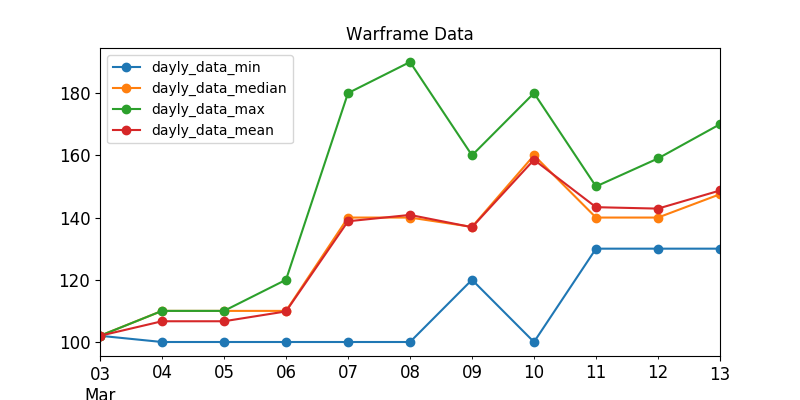 Warframe Data
dayly_data_min
dayly_data_median
dayly_data_max
dayly_data_mean
180
160
140
120
100
03 04 05 06 07 08 09 10 11 12 13
Mar